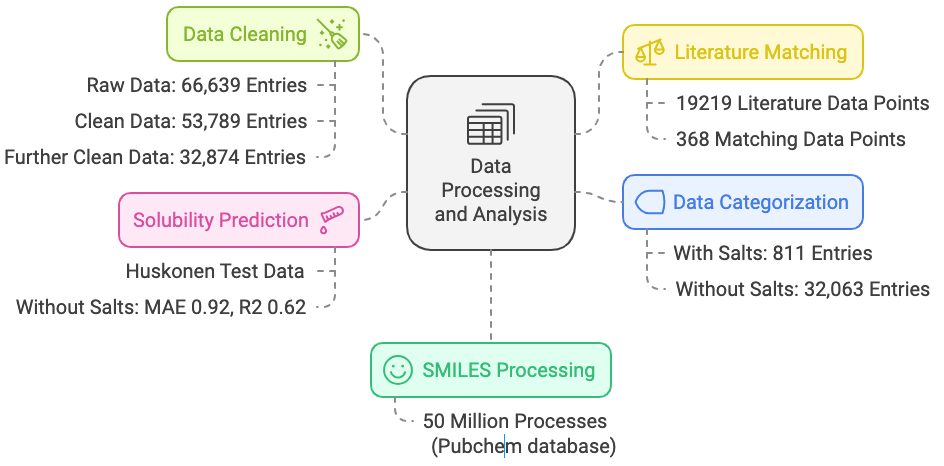 Data Cleaning
Raw Data: 66,639 Entries
Clean Data: 53,789 Entries
Further Clean Data: 32,874 Entries
Solubility Prediction
Huskonen Test Data
Without Salts: MAE 0.92, R2 0.62
Data
Processing
and Analysis
Literature Matching
19219 Literature Data Points
368 Matching Data Points
Data Categorization
With Salts: 811 Entries
Without Salts: 32,063 Entries
SMILES Processing
50 Million Processes
(Pubchem database)